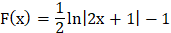 F(x) = 1/2 ln|2x + 1| − 1